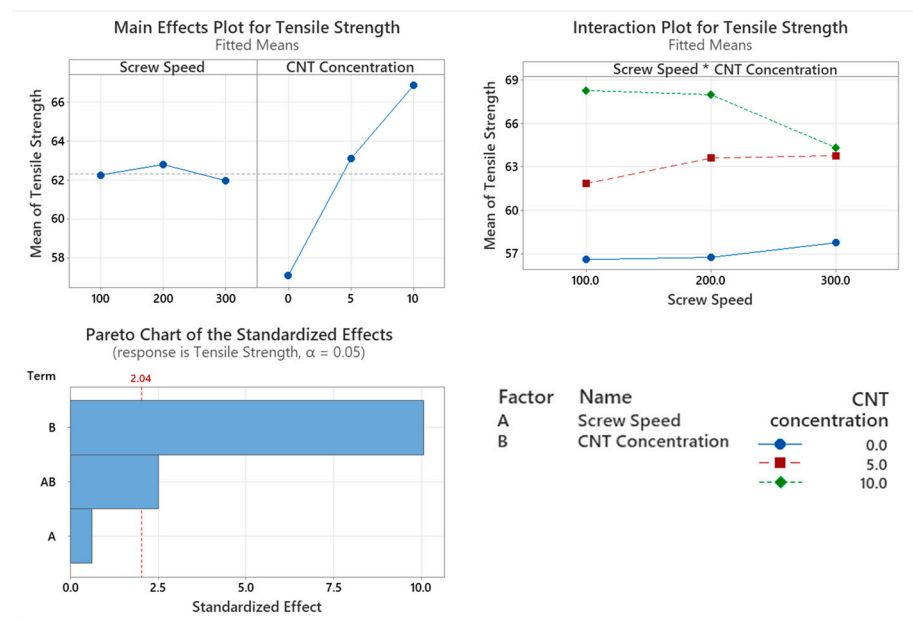 Main Effects Plot for Tensile Strength
Fitted Means
Screw Speed
CNT Concentration
Mean of Tensile Strength
66
64
62
60
58
100 200 300 0 5 10
Interaction Plot for Tensile Strength
Fitted Means
Screw Speed * CNT Concentration
Mean of Tensile Strength
69
66
63
60
57
100.0 200.0 300.0
Screw Speed
Pareto Chart of the Standardized Effects
(response is Tensile Strength, α = 0.05)
Term
2.04
B
AB
A
0.0 2.5 5.0 7.5 10.0
Standardized Effect
Factor Name
A Screw Speed
B CNT Concentration
CNT
concentration
0.0
5.0
10.0